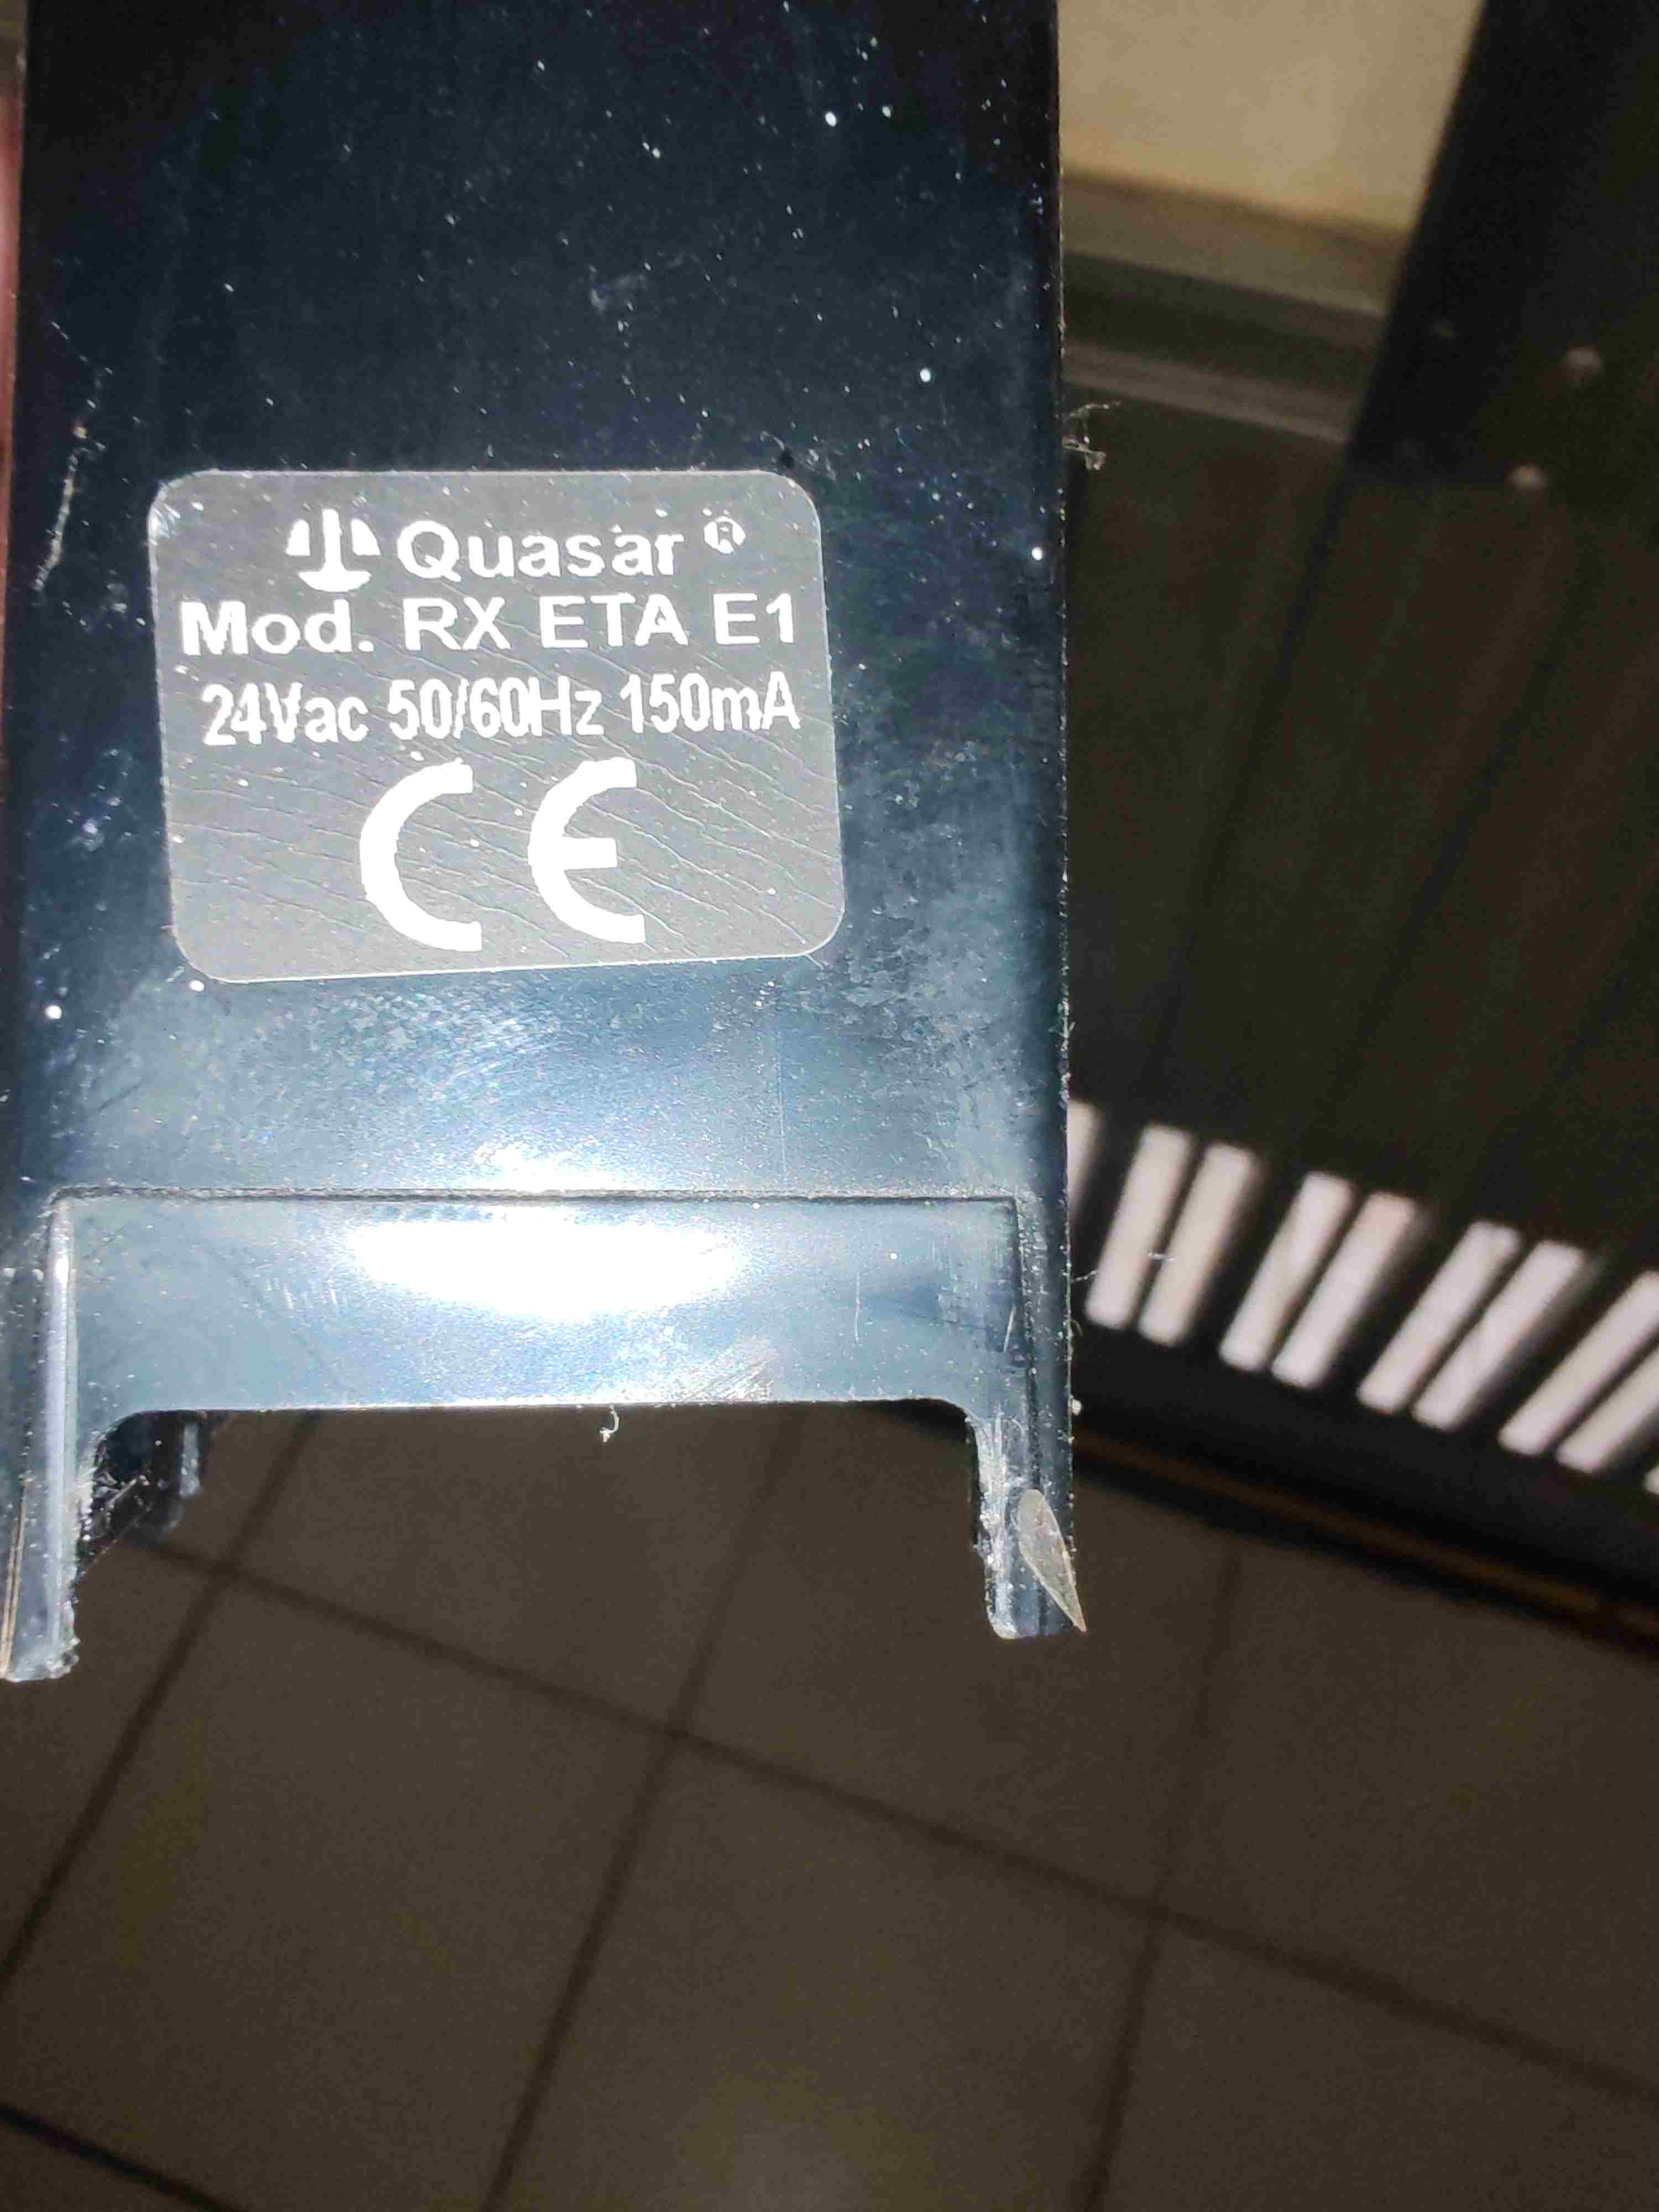 Quasar ®
Mod. RX ETA E1
24Vac 50/60Hz 150mA
CE